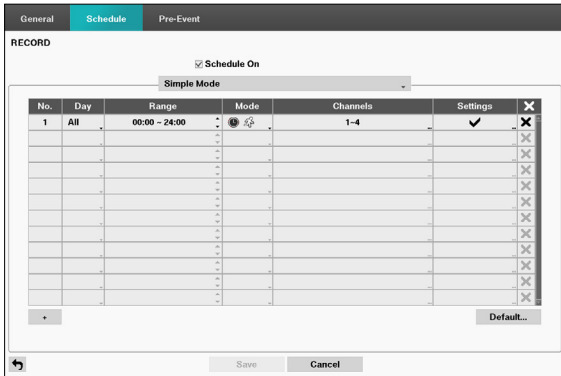 General Schedule Pre-Event
RECORD
Schedule On
Simple Mode
No. Day Range Mode Channels Settings
1 All 00:00 ~ 24:00 1~4
+ Default...
Save Cancel